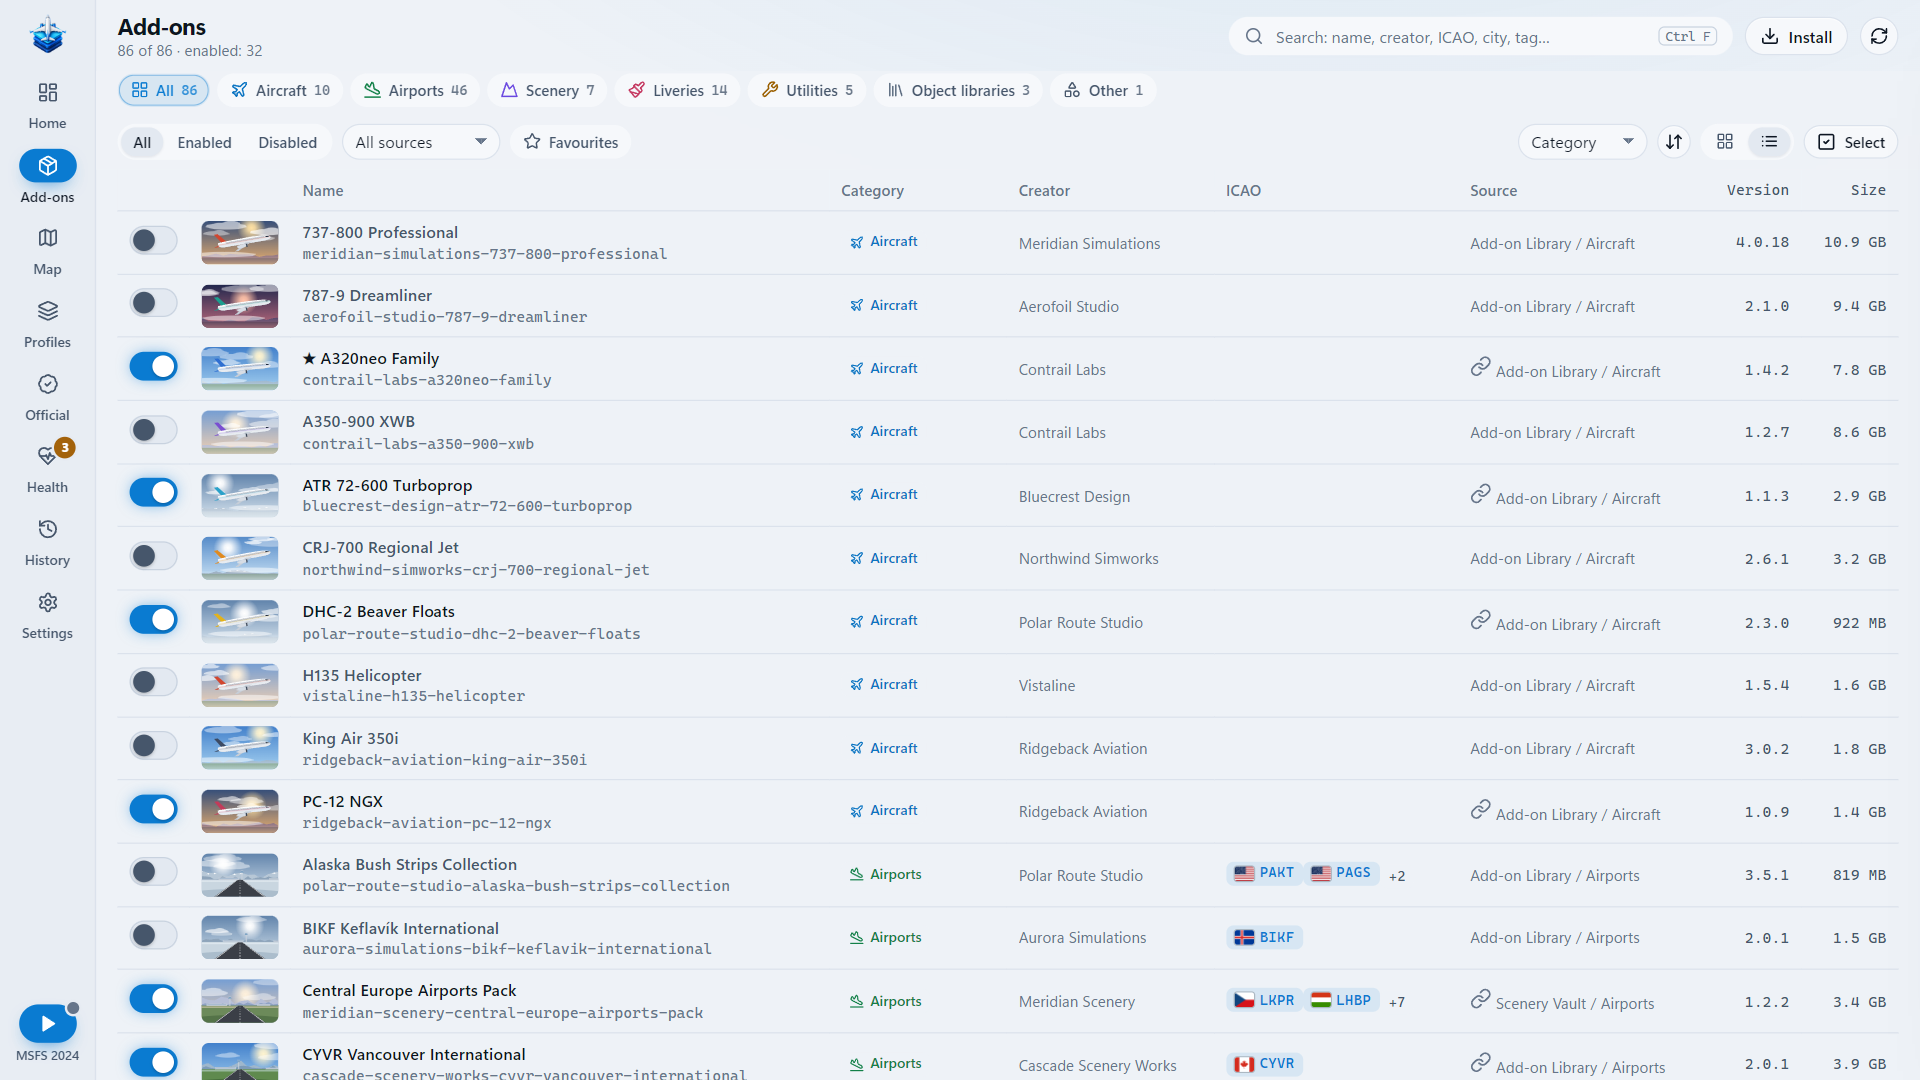 Add-ons
86 of 86 · enabled: 32
Search: name, creator, ICAO, city, tag...
Ctrl F
Install
All 86
Aircraft 10
Airports 46
Scenery 7
Liveries 14
Utilities 5
Object libraries 3
Other 1
All
Enabled
Disabled
All sources
Favourites
Category
Select
Home
Add-ons
Map
Profiles
Official
3
Health
History
Settings
MSFS 2024
Name Category Creator ICAO Source Version Size
737-800 Professional
meridian-simulations-737-800-professional
Aircraft Meridian Simulations Add-on Library / Aircraft 4.0.18 10.9 GB
787-9 Dreamliner
aerofoil-studio-787-9-dreamliner
Aircraft Aerofoil Studio Add-on Library / Aircraft 2.1.0 9.4 GB
★ A320neo Family
contrail-labs-a320neo-family
Aircraft Contrail Labs Add-on Library / Aircraft 1.4.2 7.8 GB
A350-900 XWB
contrail-labs-a350-900-xwb
Aircraft Contrail Labs Add-on Library / Aircraft 1.2.7 8.6 GB
ATR 72-600 Turboprop
bluecrest-design-atr-72-600-turboprop
Aircraft Bluecrest Design Add-on Library / Aircraft 1.1.3 2.9 GB
CRJ-700 Regional Jet
northwind-simworks-crj-700-regional-jet
Aircraft Northwind Simworks Add-on Library / Aircraft 2.6.1 3.2 GB
DHC-2 Beaver Floats
polar-route-studio-dhc-2-beaver-floats
Aircraft Polar Route Studio Add-on Library / Aircraft 2.3.0 922 MB
H135 Helicopter
vistaline-h135-helicopter
Aircraft Vistaline Add-on Library / Aircraft 1.5.4 1.6 GB
King Air 350i
ridgeback-aviation-king-air-350i
Aircraft Ridgeback Aviation Add-on Library / Aircraft 3.0.2 1.8 GB
PC-12 NGX
ridgeback-aviation-pc-12-ngx
Aircraft Ridgeback Aviation Add-on Library / Aircraft 1.0.9 1.4 GB
Alaska Bush Strips Collection
polar-route-studio-alaska-bush-strips-collection
Airports Polar Route Studio PAKT PAGS +2 Add-on Library / Airports 3.5.1 819 MB
BIKF Keflavík International
aurora-simulations-bikf-keflavik-international
Airports Aurora Simulations BIKF Add-on Library / Airports 2.0.1 1.5 GB
Central Europe Airports Pack
meridian-scenery-central-europe-airports-pack
Airports Meridian Scenery LKPR LHBP +7 Scenery Vault / Airports 1.2.2 3.4 GB
CYVR Vancouver International
cascade-scenery-works-cyvr-vancouver-international
Airports Cascade Scenery Works CYVR Add-on Library / Airports 2.0.1 3.9 GB